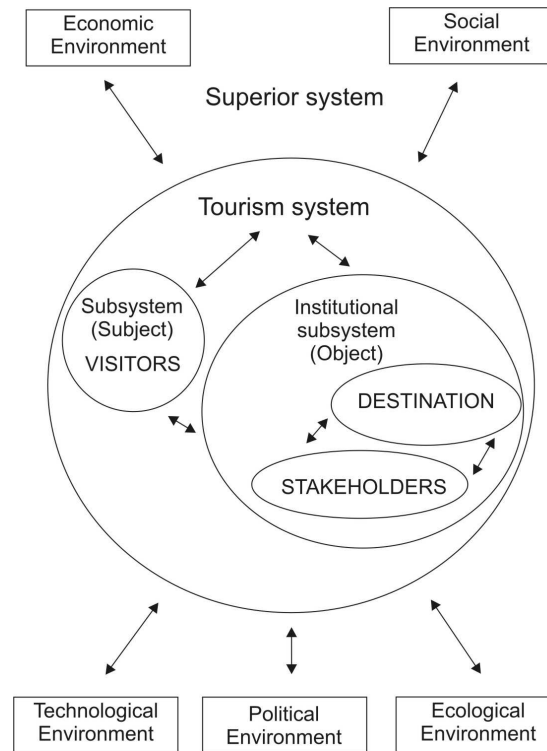 Economic
Environment
Social
Environment
Superior system
Tourism system
Subsystem
(Subject)
VISITORS
Institutional
subsystem
(Object)
DESTINATION
STAKEHOLDERS
Technological
Environment
Political
Environment
Ecological
Environment